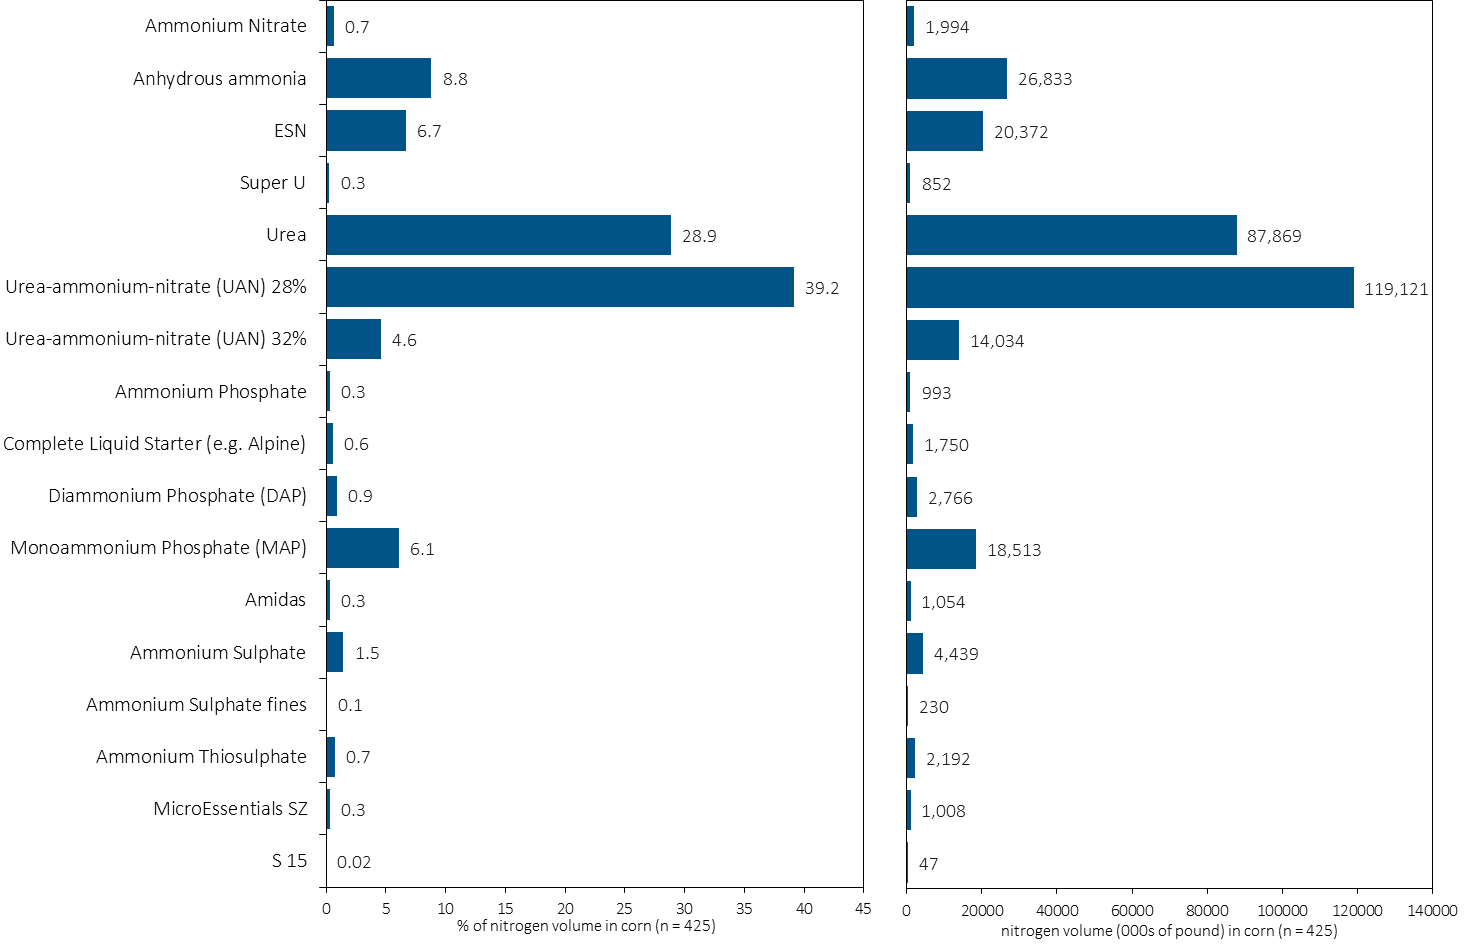 Ammonium Nitrate 0.7 1,994
Anhydrous ammonia 8.8 26,833
ESN 6.7 20,372
Super U 0.3 852
Urea 28.9 87,869
Urea-ammonium-nitrate (UAN) 28% 39.2 119,121
Urea-ammonium-nitrate (UAN) 32% 4.6 14,034
Ammonium Phosphate 0.3 993
Complete Liquid Starter (e.g. Alpine) 0.6 1,750
Diammonium Phosphate (DAP) 0.9 2,766
Monoammonium Phosphate (MAP) 6.1 18,513
Amidas 0.3 1,054
Ammonium Sulphate 1.5 4,439
Ammonium Sulphate fines 0.1 230
Ammonium Thiosulphate 0.7 2,192
MicroEssentials SZ 0.3 1,008
S 15 0.02 47
0 5 10 15 20 25 30 35 40 45
% of nitrogen volume in corn (n = 425)
0 20000 40000 60000 80000 100000 120000 140000
nitrogen volume (000s of pound) in corn (n = 425)